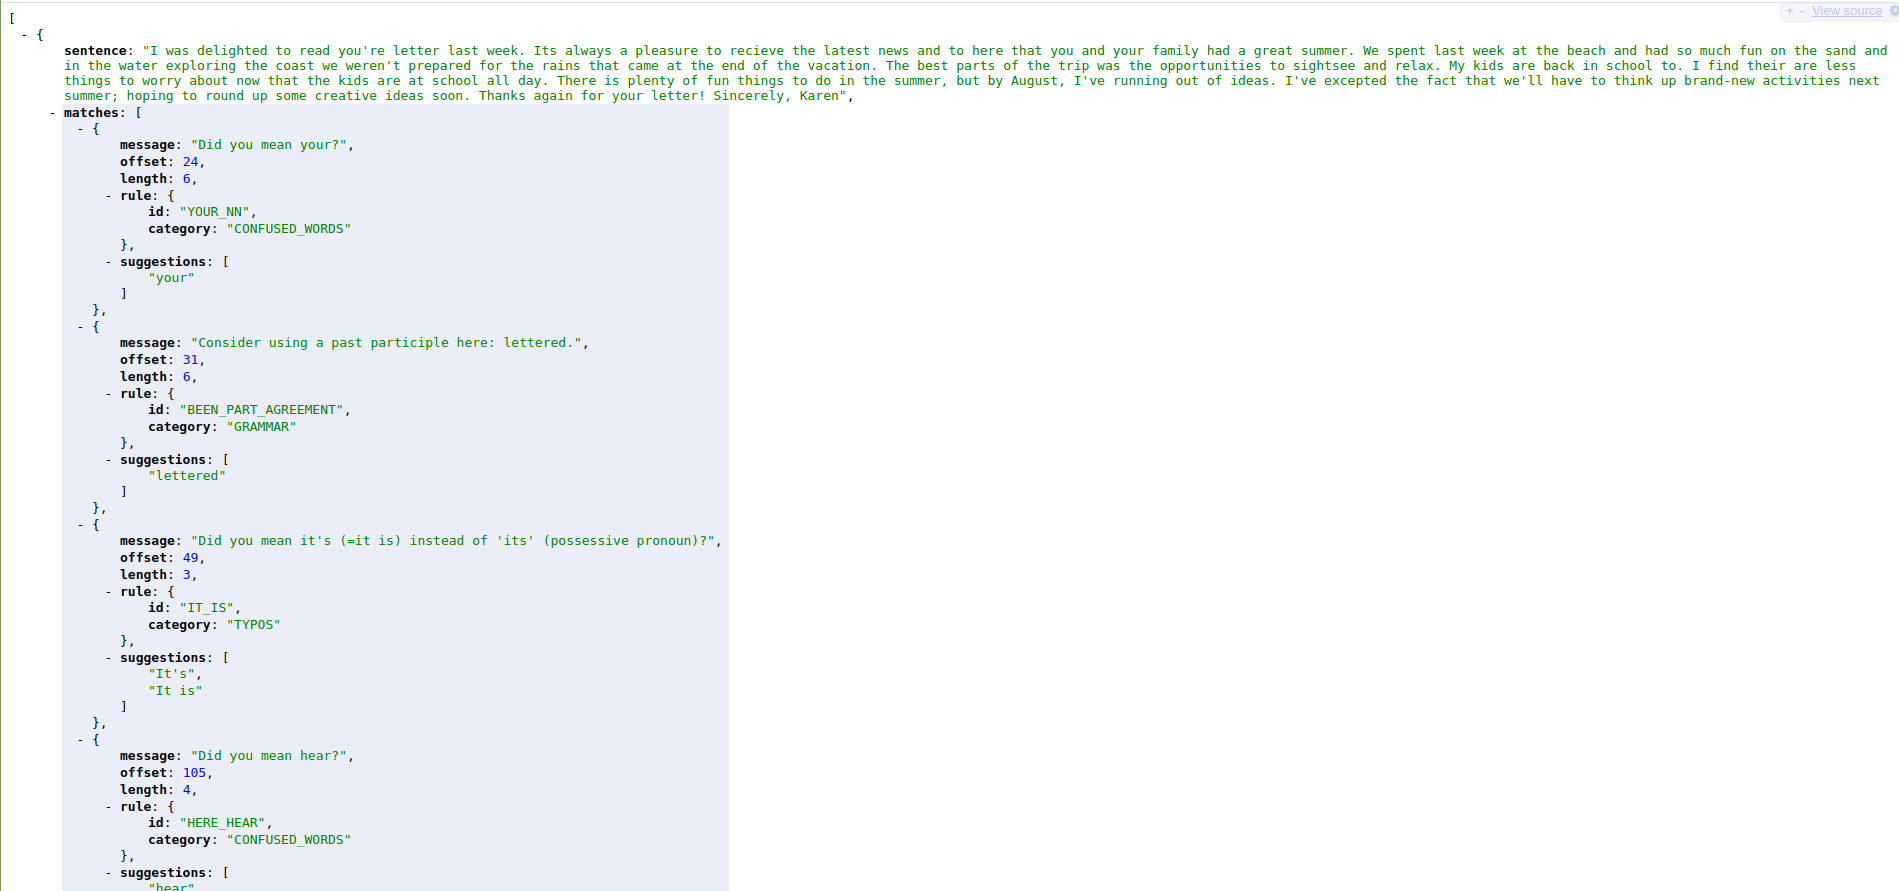 + - View source
[
- {
sentence: "I was delighted to read you're letter last week. Its always a pleasure to recieve the latest news and to here that you and your family had a great summer. We spent last week at the beach and had so much fun on the sand and
in the water exploring the coast we weren't prepared for the rains that came at the end of the vacation. The best parts of the trip was the opportunities to sightsee and relax. My kids are back in school to. I find their are less
things to worry about now that the kids are at school all day. There is plenty of fun things to do in the summer, but by August, I've running out of ideas. I've excepted the fact that we'll have to think up brand-new activities next
summer; hoping to round up some creative ideas soon. Thanks again for your letter! Sincerely, Karen",
- matches: [
- {
message: "Did you mean your?",
offset: 24,
length: 6,
- rule: {
id: "YOUR_NN",
category: "CONFUSED_WORDS"
},
- suggestions: [
"your"
]
},
- {
message: "Consider using a past participle here: lettered.",
offset: 31,
length: 6,
- rule: {
id: "BEEN_PART_AGREEMENT",
category: "GRAMMAR"
},
- suggestions: [
"lettered"
]
},
- {
message: "Did you mean it's (=it is) instead of 'its' (possessive pronoun)?",
offset: 49,
length: 3,
- rule: {
id: "IT_IS",
category: "TYPOS"
},
- suggestions: [
"It's",
"It is"
]
},
- {
message: "Did you mean hear?",
offset: 105,
length: 4,
- rule: {
id: "HERE_HEAR",
category: "CONFUSED_WORDS"
},
- suggestions: [
"hear"